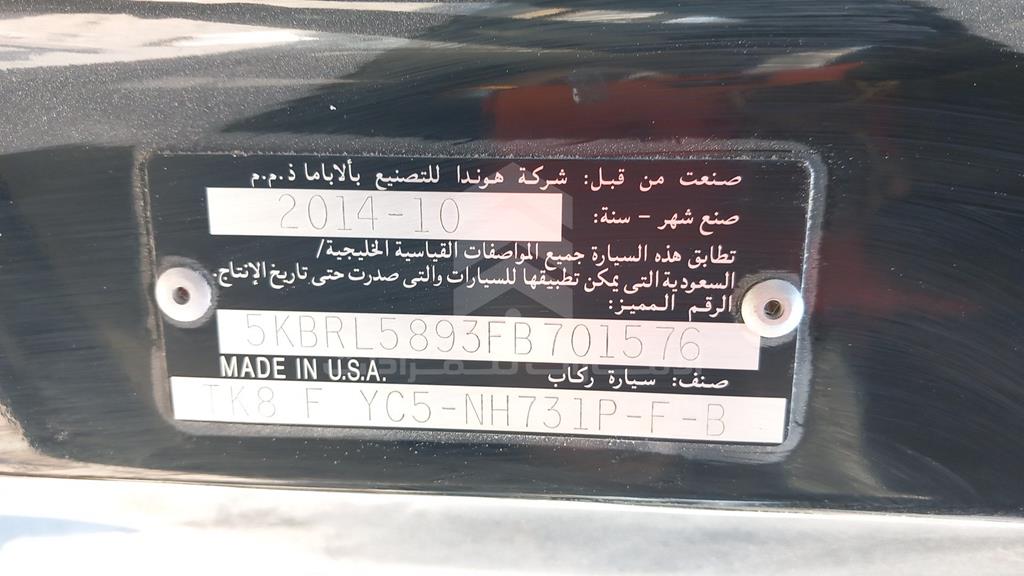 صنعت من قبل: شركة هوندا للتصنيع بألاباما ذ.م.م
صنع شهر - سنة: 2014-10
تطابق هذه السيارة جميع المواصفات القياسية الخليجية/
السعودية التي يمكن تطبيقها للسيارات والتي صدرت حتى تاريخ الإنتاج.
الرقم المميز:
5KBRL5893FB701576
صنف: سيارة ركاب MADE IN U.S.A.
TK8 F YC5-NH731P-F-B